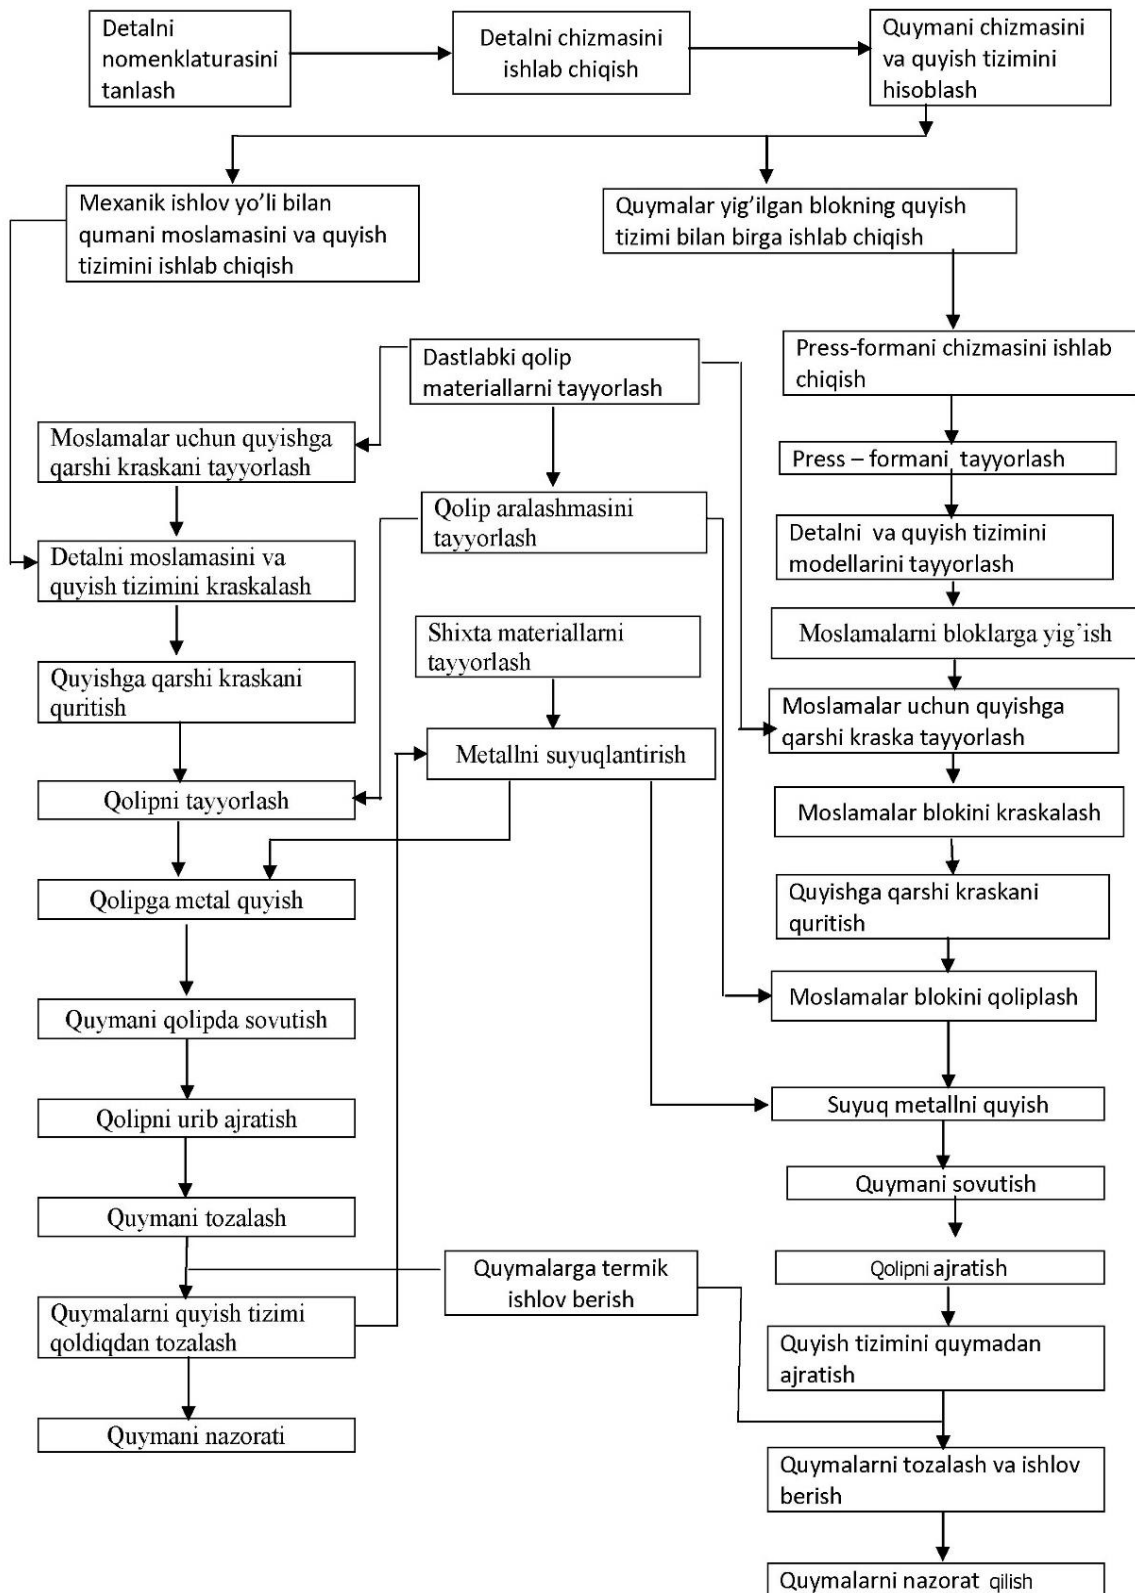 Detalni
nomenklaturasini
tanlash
Detalni chizmasini
ishlab chiqish
Quymani chizmasini
va quyish tizimini
hisoblash
Mexanik ishlov yo’li bilan
qumani moslamasini va quyish
tizimini ishlab chiqish
Quymalar yig’ilgan blokning quyish
tizimi bilan birga ishlab chiqish
Dastlabki qolip
materiallarni tayyorlash
Press-formani chizmasini ishlab
chiqish
Moslamalar uchun quyishga
qarshi kraskani tayyorlash
Press – formani tayyorlash
Qolip aralashmasini
tayyorlash
Detalni va quyish tizimini
modellarini tayyorlash
Detalni moslamasini va
quyish tizimini kraskalash
Shixta materiallarni
tayyorlash
Moslamalarni bloklarga yig’ish
Quyishga qarshi kraskani
quritish
Moslamalar uchun quyishga
qarshi kraska tayyorlash
Metallni suyuqlantirish
Qolipni tayyorlash
Moslamalar blokini kraskalash
Qolipga metal quyish
Quyishga qarshi kraskani
quritish
Quymani qolipda sovutish
Moslamalar blokini qoliplash
Qolipni urib ajratish
Suyuq metallni quyish
Quymani sovutish
Quymani tozalash
Quymalarga termik
ishlov berish
Qolipni ajratish
Quymalarni quyish tizimi
qoldiqdan tozalash
Quyish tizimini quymadan
ajratish
Quymani nazorati
Quymalarni tozalash va ishlov
berish
Quymalarni nazorat qilish